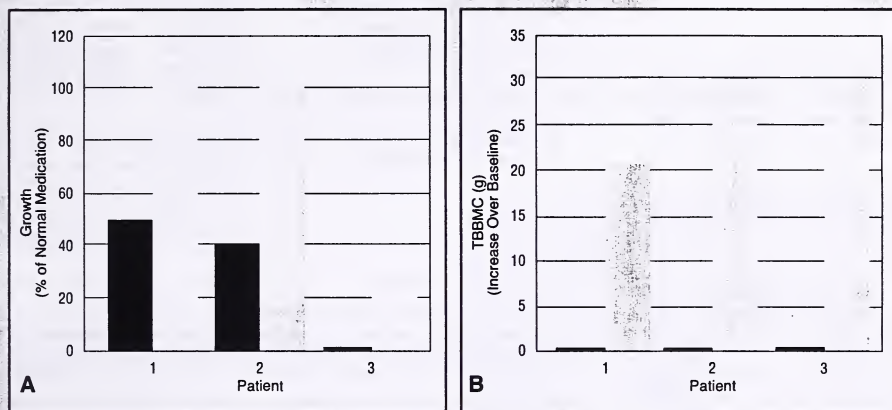 120
100
80
60
40
20
0
Growth
(% of Normal Medication)
1 2 3
Patient
A
35
30
25
20
15
10
5
0
TBBMC (g)
(Increase Over Baseline)
1 2 3
Patient
B